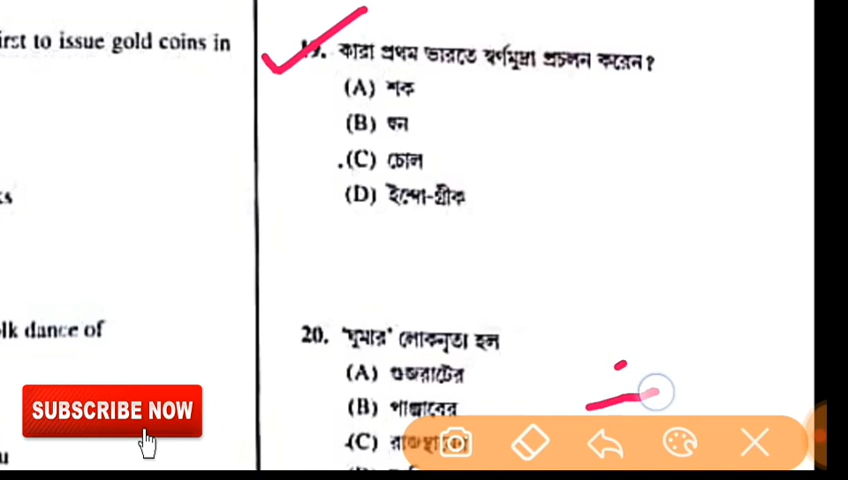 irst to issue gold coins in
19. কারা প্রথম ভারতে স্বর্ণমুদ্রা প্রচলন করেন?
(A) শক
(B) হুন
.(C) চোল
(D) ইন্দো-গ্রীক
ks
lk dance of
20. 'ঘুমার' লোকনৃত্য হল
(A) গুজরাটের
(B) পাঞ্জাবের
(C)
SUBSCRIBE NOW